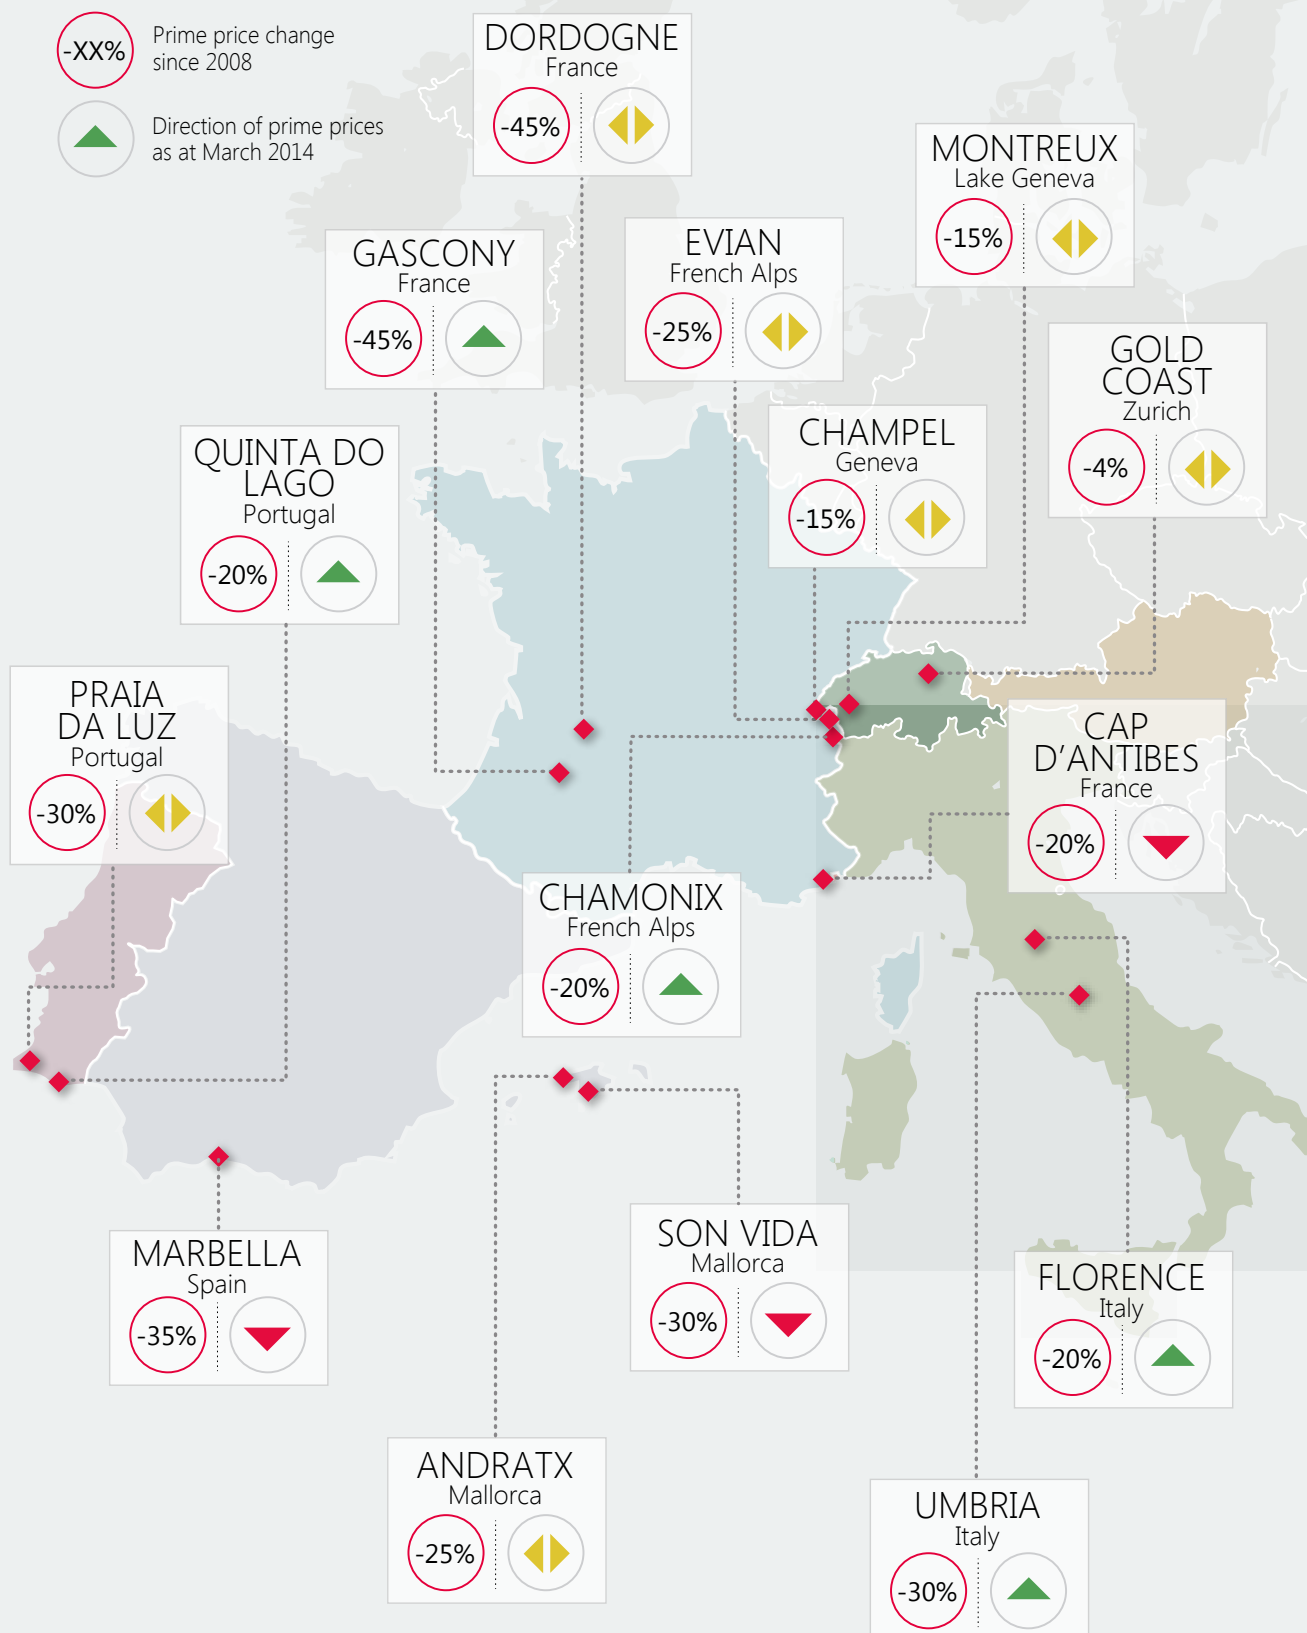 -XX%
Prime price change
since 2008
Direction of prime prices
as at March 2014
DORDOGNE
France
-45%
MONTREUX
Lake Geneva
-15%
GASCONY
France
-45%
EVIAN
French Alps
-25%
GOLD
COAST
Zurich
-4%
CHAMPEL
Geneva
-15%
QUINTA DO
LAGO
Portugal
-20%
PRAIA
DA LUZ
Portugal
-30%
CAP
D’ANTIBES
France
-20%
CHAMONIX
French Alps
-20%
MARBELLA
Spain
-35%
SON VIDA
Mallorca
-30%
FLORENCE
Italy
-20%
ANDRATX
Mallorca
-25%
UMBRIA
Italy
-30%